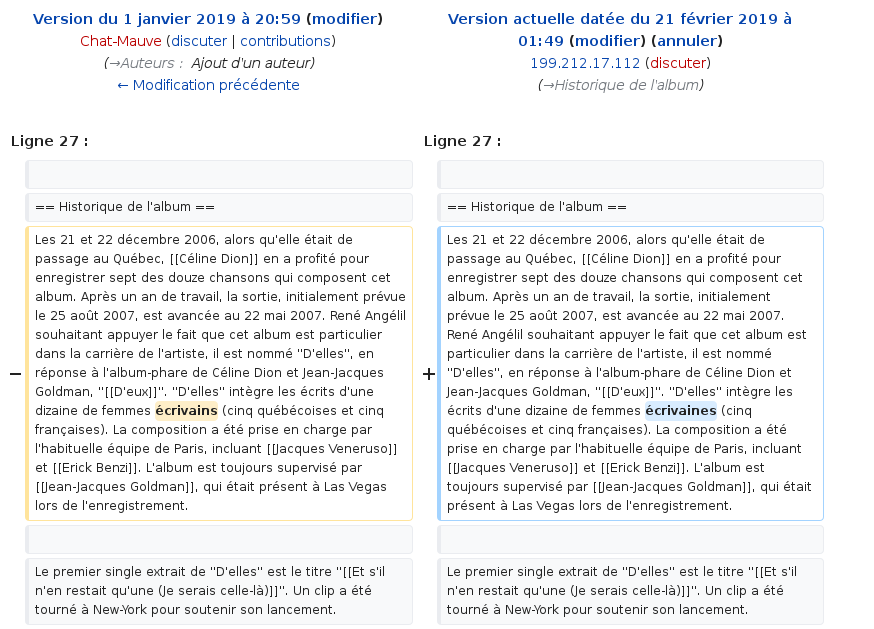 Version du 1 janvier 2019 à 20:59 (modifier)
Chat-Mauve (discuter | contributions)
(→Auteurs : Ajout d'un auteur)
← Modification précédente
Version actuelle datée du 21 février 2019 à
01:49 (modifier) (annuler)
199.212.17.112 (discuter)
(→Historique de l'album)
Ligne 27 :
Ligne 27 :
== Historique de l'album ==
== Historique de l'album ==
−
Les 21 et 22 décembre 2006, alors qu'elle était de
passage au Québec, [[Céline Dion]] en a profité pour
enregistrer sept des douze chansons qui composent cet
album. Après un an de travail, la sortie, initialement prévue
le 25 août 2007, est avancée au 22 mai 2007. René Angélil
souhaitant appuyer le fait que cet album est particulier
dans la carrière de l'artiste, il est nommé ''D'elles'', en
réponse à l'album-phare de Céline Dion et Jean-Jacques
Goldman, ''[[D'eux]]''. ''D'elles'' intègre les écrits d'une
dizaine de femmes écrivains (cinq québécoises et cinq
françaises). La composition a été prise en charge par
l'habituelle équipe de Paris, incluant [[Jacques Veneruso]]
et [[Erick Benzi]]. L'album est toujours supervisé par
[[Jean-Jacques Goldman]], qui était présent à Las Vegas
lors de l'enregistrement.
+
Les 21 et 22 décembre 2006, alors qu'elle était de
passage au Québec, [[Céline Dion]] en a profité pour
enregistrer sept des douze chansons qui composent cet
album. Après un an de travail, la sortie, initialement
prévue le 25 août 2007, est avancée au 22 mai 2007.
René Angélil souhaitant appuyer le fait que cet album est
particulier dans la carrière de l'artiste, il est nommé
''D'elles'', en réponse à l'album-phare de Céline Dion et
Jean-Jacques Goldman, ''[[D'eux]]''. ''D'elles'' intègre les
écrits d'une dizaine de femmes écrivaines (cinq
québécoises et cinq françaises). La composition a été
prise en charge par l'habituelle équipe de Paris, incluant
[[Jacques Veneruso]] et [[Erick Benzi]]. L'album est
toujours supervisé par [[Jean-Jacques Goldman]], qui était
présent à Las Vegas lors de l'enregistrement.
Le premier single extrait de ''D'elles'' est le titre ''[[Et s'il
n'en restait qu'une (Je serais celle-là)]]''. Un clip a été
tourné à New-York pour soutenir son lancement.
Le premier single extrait de ''D'elles'' est le titre ''[[Et s'il
n'en restait qu'une (Je serais celle-là)]]''. Un clip a été
tourné à New-York pour soutenir son lancement.